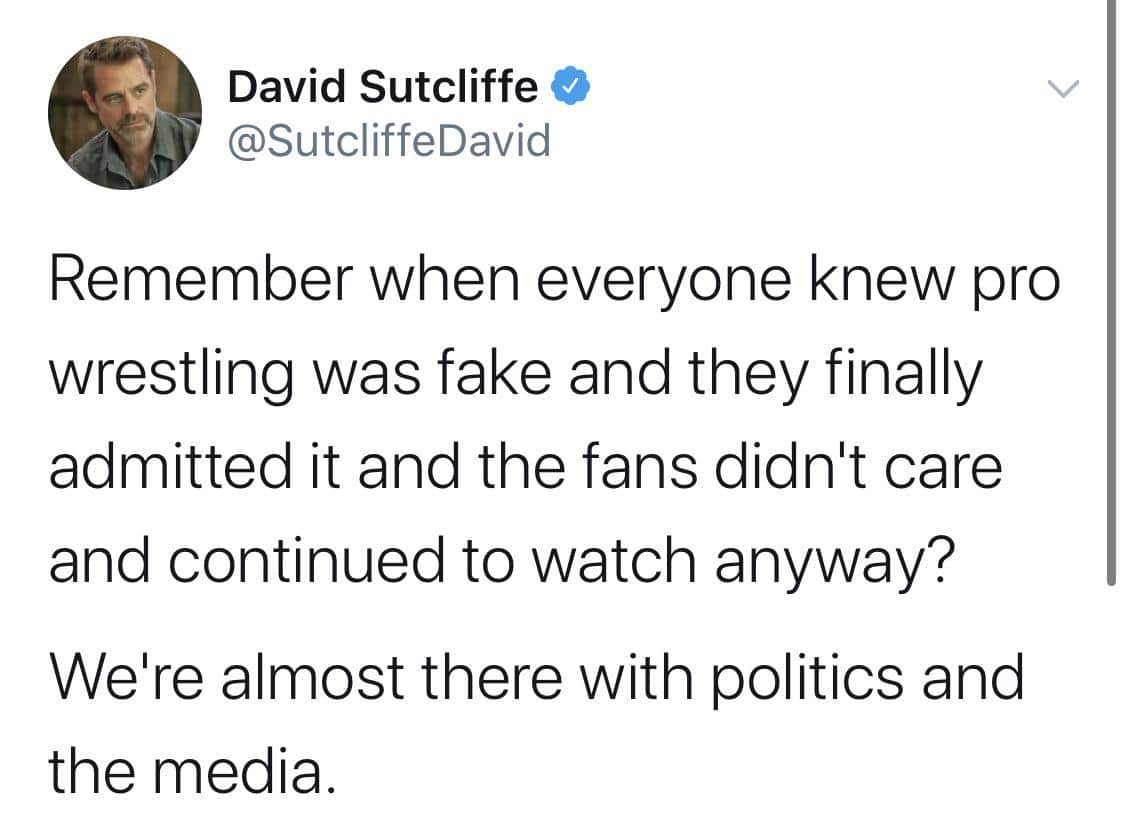 David Sutcliffe
@SutcliffeDavid
Remember when everyone knew pro
wrestling was fake and they finally
admitted it and the fans didn't care
and continued to watch anyway?
We're almost there with politics and
the media.